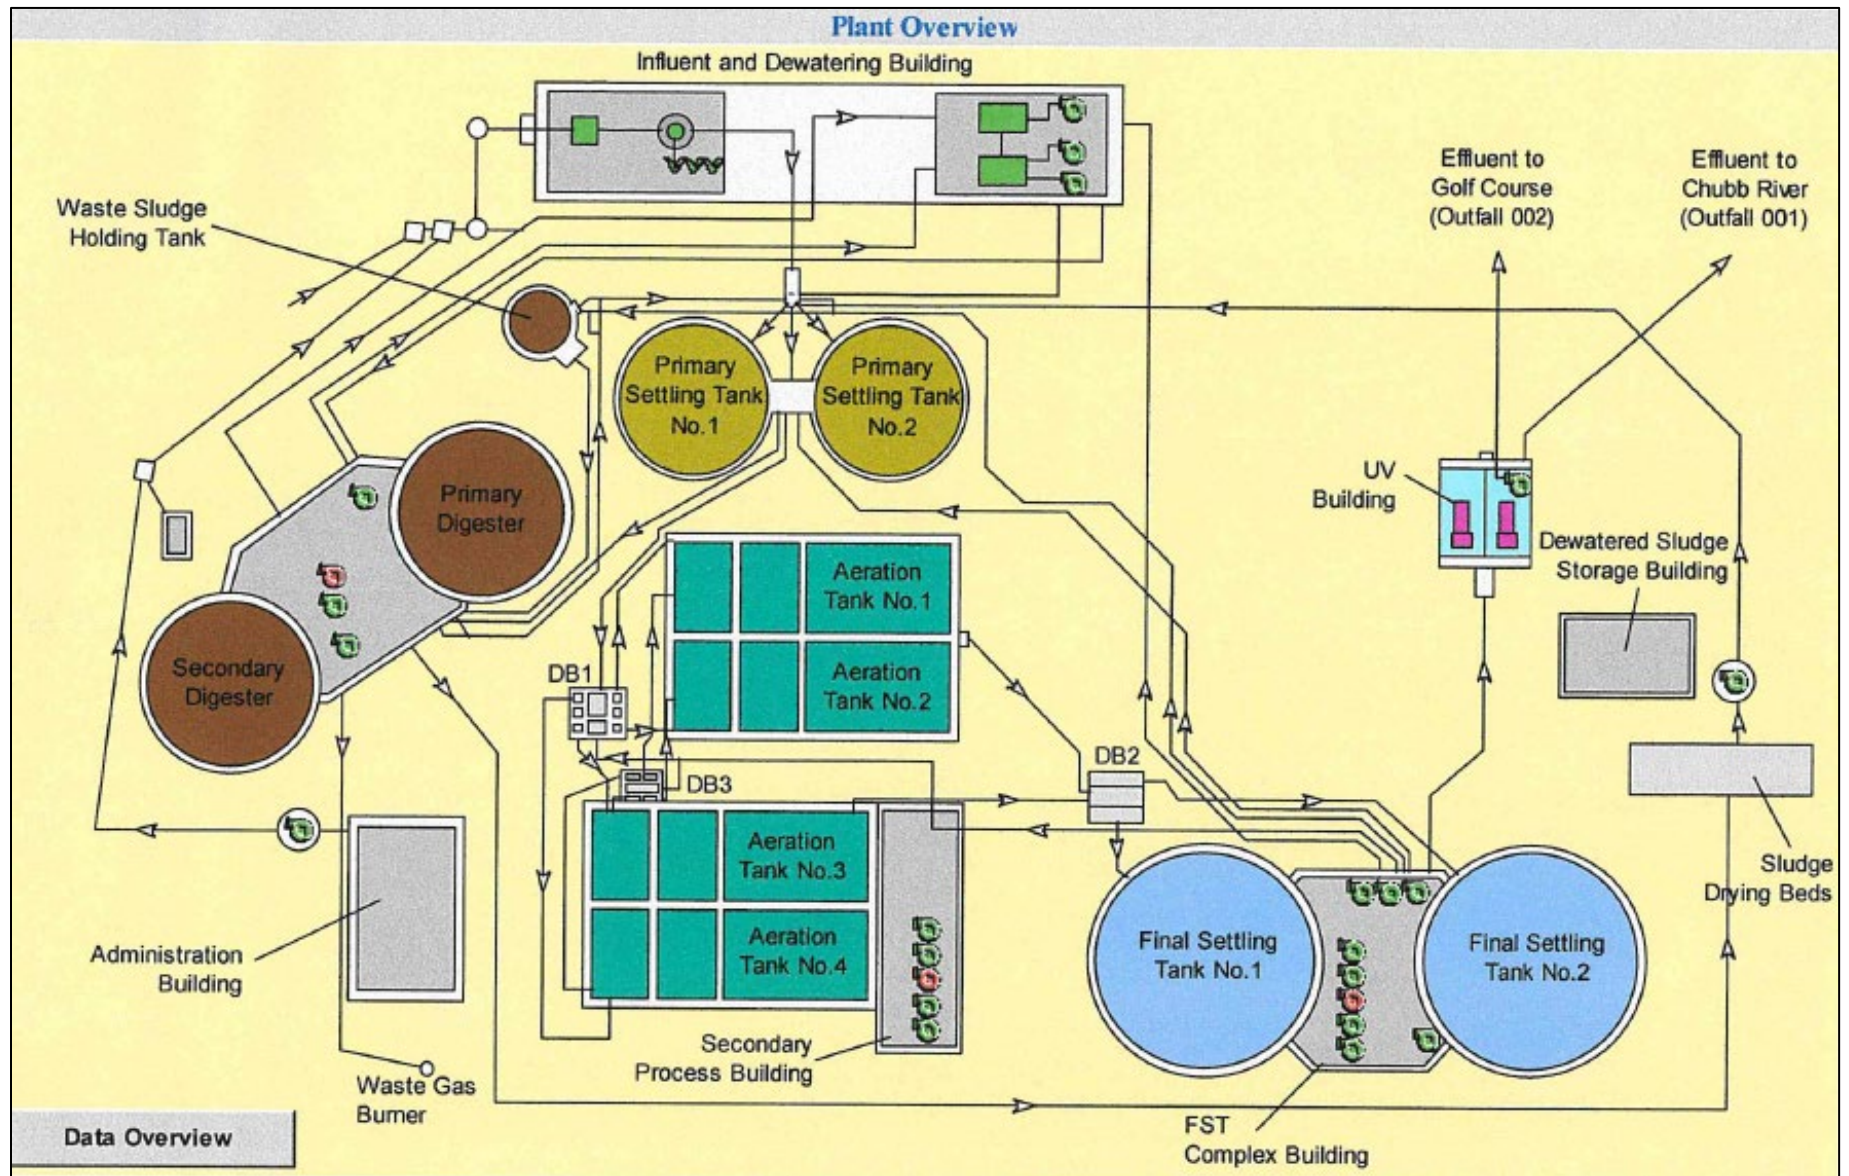 Plant Overview
Influent and Dewatering Building
Waste Sludge
Holding Tank
Effluent to
Golf Course
(Outfall 002)
Effluent to
Chubb River
(Outfall 001)
Primary
Settling Tank
No.1
Primary
Settling Tank
No.2
Primary
Digester
UV
Building
Dewatered Sludge
Storage Building
Aeration
Tank No.1
Aeration
Tank No.2
Secondary
Digester
DB1
DB3
DB2
Aeration
Tank No.3
Aeration
Tank No.4
Sludge
Drying Beds
Final Settling
Tank No.1
Final Settling
Tank No.2
Administration
Building
Secondary
Process Building
Waste Gas
Burner
FST
Complex Building
Data Overview